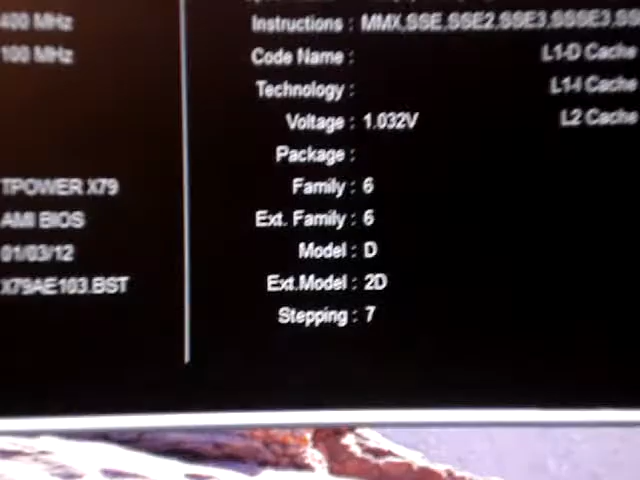 400 MHz
100 MHz
TPOWER X79
AMI BIOS
01/03/12
X79AE103.BST
Instructions : MMX,SSE,SSE2,SSE3,SSSE3,SS
Code Name :
Technology :
Voltage : 1.032V
Package :
Family : 6
Ext. Family : 6
Model : D
Ext.Model : 2D
Stepping : 7
L1-D Cache
L1-I Cache
L2 Cache